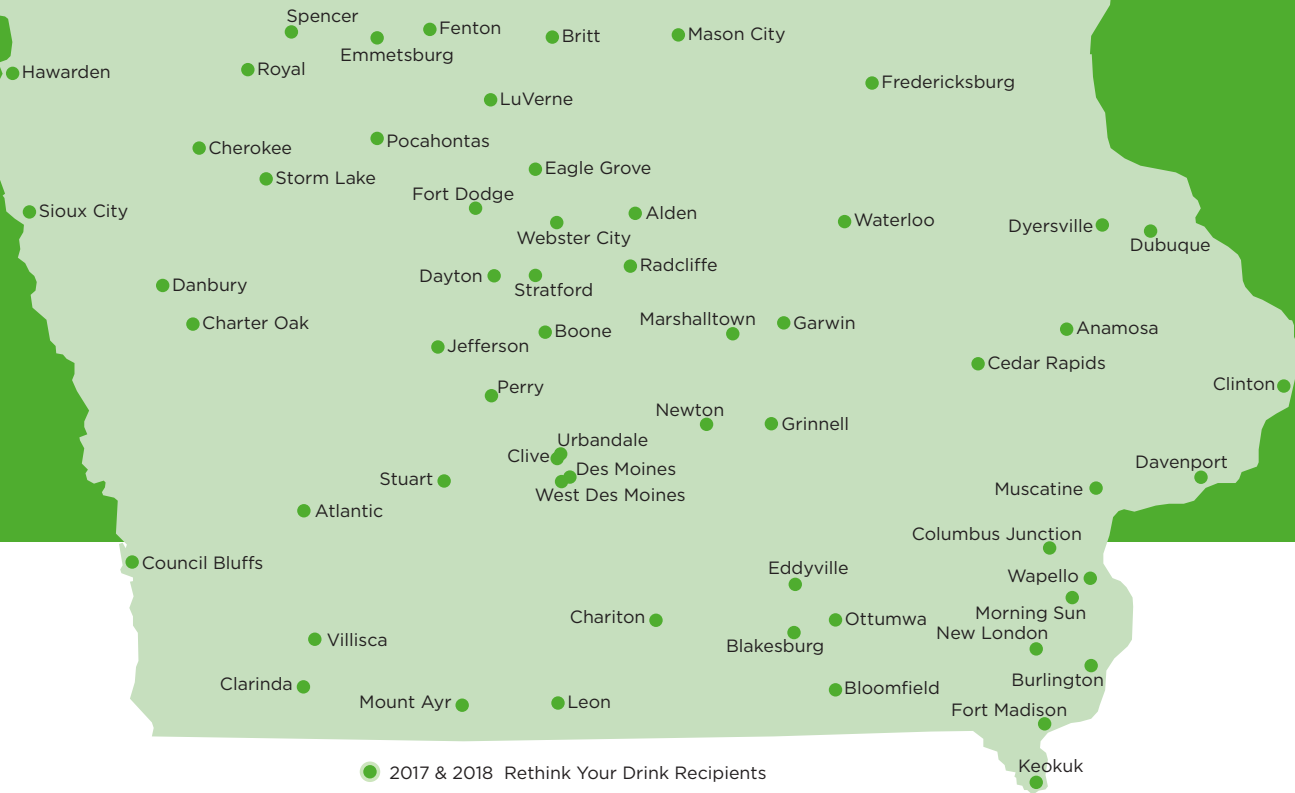 Spencer
Fenton
Britt
Mason City
Emmetsburg
Hawarden
Royal
Fredericksburg
LuVerne
Cherokee
Pocahontas
Eagle Grove
Storm Lake
Fort Dodge
Sioux City
Alden
Waterloo
Dyersville
Webster City
Dubuque
Radcliffe
Dayton
Stratford
Danbury
Charter Oak
Marshalltown
Garwin
Boone
Anamosa
Jefferson
Cedar Rapids
Perry
Clinton
Newton
Grinnell
Urbandale
Clive
Des Moines
Davenport
Stuart
West Des Moines
Muscatine
Atlantic
Columbus Junction
Council Bluffs
Eddyville
Wapello
Chariton
Ottumwa
Morning Sun
New London
Villisca
Blakesburg
Clarinda
Burlington
Mount Ayr
Leon
Bloomfield
Fort Madison
Keokuk
2017 & 2018 Rethink Your Drink Recipients